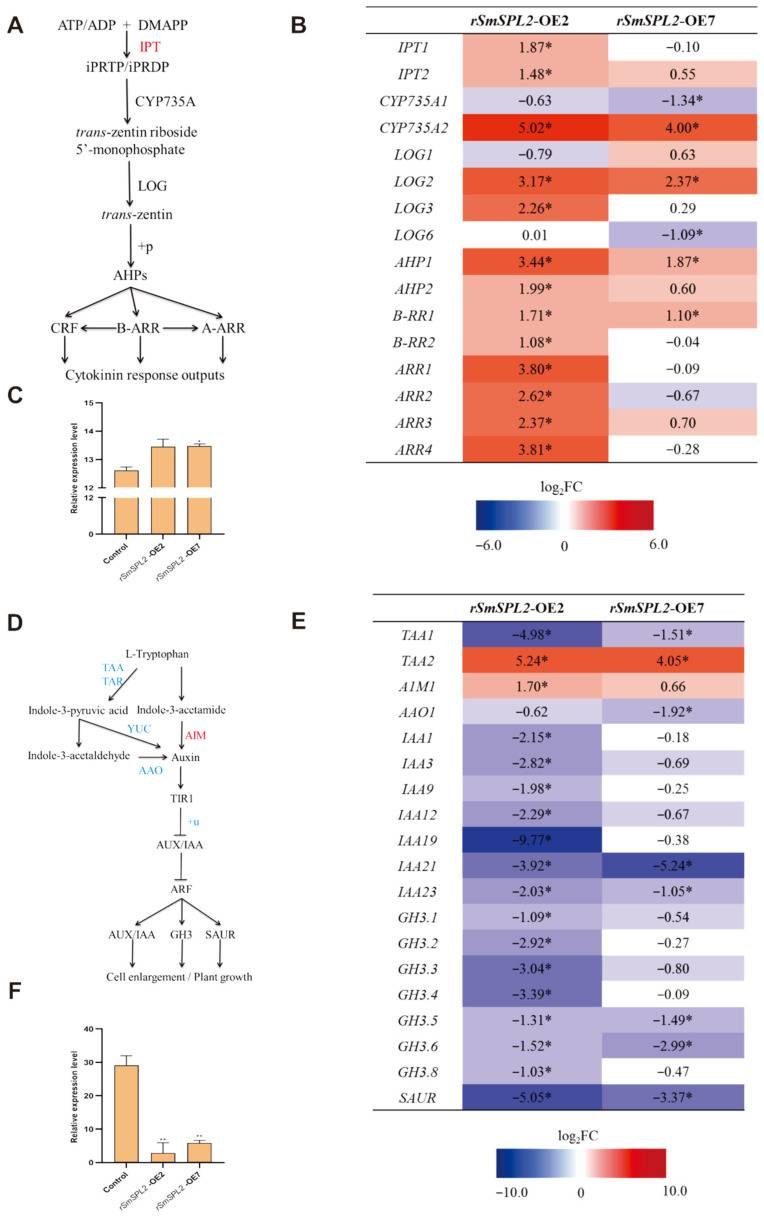 A
ATP/ADP + DMAPP
IPT
iPRTP/iPRDP
CYP735A
trans-zentin riboside
5'-monophosphate
LOG
trans-zentin
+p
AHPs
CRF B-ARR A-ARR
Cytokinin response outputs
B
rSmSPL2-OE2 rSmSPL2-OE7
IPT1 1.87* −0.10
IPT2 1.48* 0.55
CYP735A1 −0.63 −1.34*
CYP735A2 5.02* 4.00*
LOG1 −0.79 0.63
LOG2 3.17* 2.37*
LOG3 2.26* 0.29
LOG6 0.01 −1.09*
AHP1 3.44* 1.87*
AHP2 1.99* 0.60
B-RR1 1.71* 1.10*
B-RR2 1.08* −0.04
ARR1 3.80* −0.09
ARR2 2.62* −0.67
ARR3 2.37* 0.70
ARR4 3.81* −0.28
log2FC
−6.0 0 6.0
C
Relative expression level
15
14
13
12
12
0
*
Control rSmSPL2-OE2 rSmSPL2-OE7
D
L-Tryptophan
TAA
TAR
Indole-3-pyruvic acid Indole-3-acetamide
YUC AIM
Indole-3-acetaldehyde Auxin
AAO
TIR1
+u
AUX/IAA
ARF
AUX/IAA GH3 SAUR
Cell enlargement / Plant growth
E
rSmSPL2-OE2 rSmSPL2-OE7
TAA1 −4.98* −1.51*
TAA2 5.24* 4.05*
A1M1 1.70* 0.66
AAO1 −0.62 −1.92*
IAA1 −2.15* −0.18
IAA3 −2.82* −0.69
IAA9 −1.98* −0.25
IAA12 −2.29* −0.67
IAA19 −9.77* −0.38
IAA21 −3.92* −5.24*
IAA23 −2.03* −1.05*
GH3.1 −1.09* −0.54
GH3.2 −2.92* −0.27
GH3.3 −3.04* −0.80
GH3.4 −3.39* −0.09
GH3.5 −1.31* −1.49*
GH3.6 −1.52* −2.99*
GH3.8 −1.03* −0.47
SAUR −5.05* −3.37*
log2FC
−10.0 0 10.0
F
Relative expression level
40
30
20
10
0
** **
Control rSmSPL2-OE2 rSmSPL2-OE7